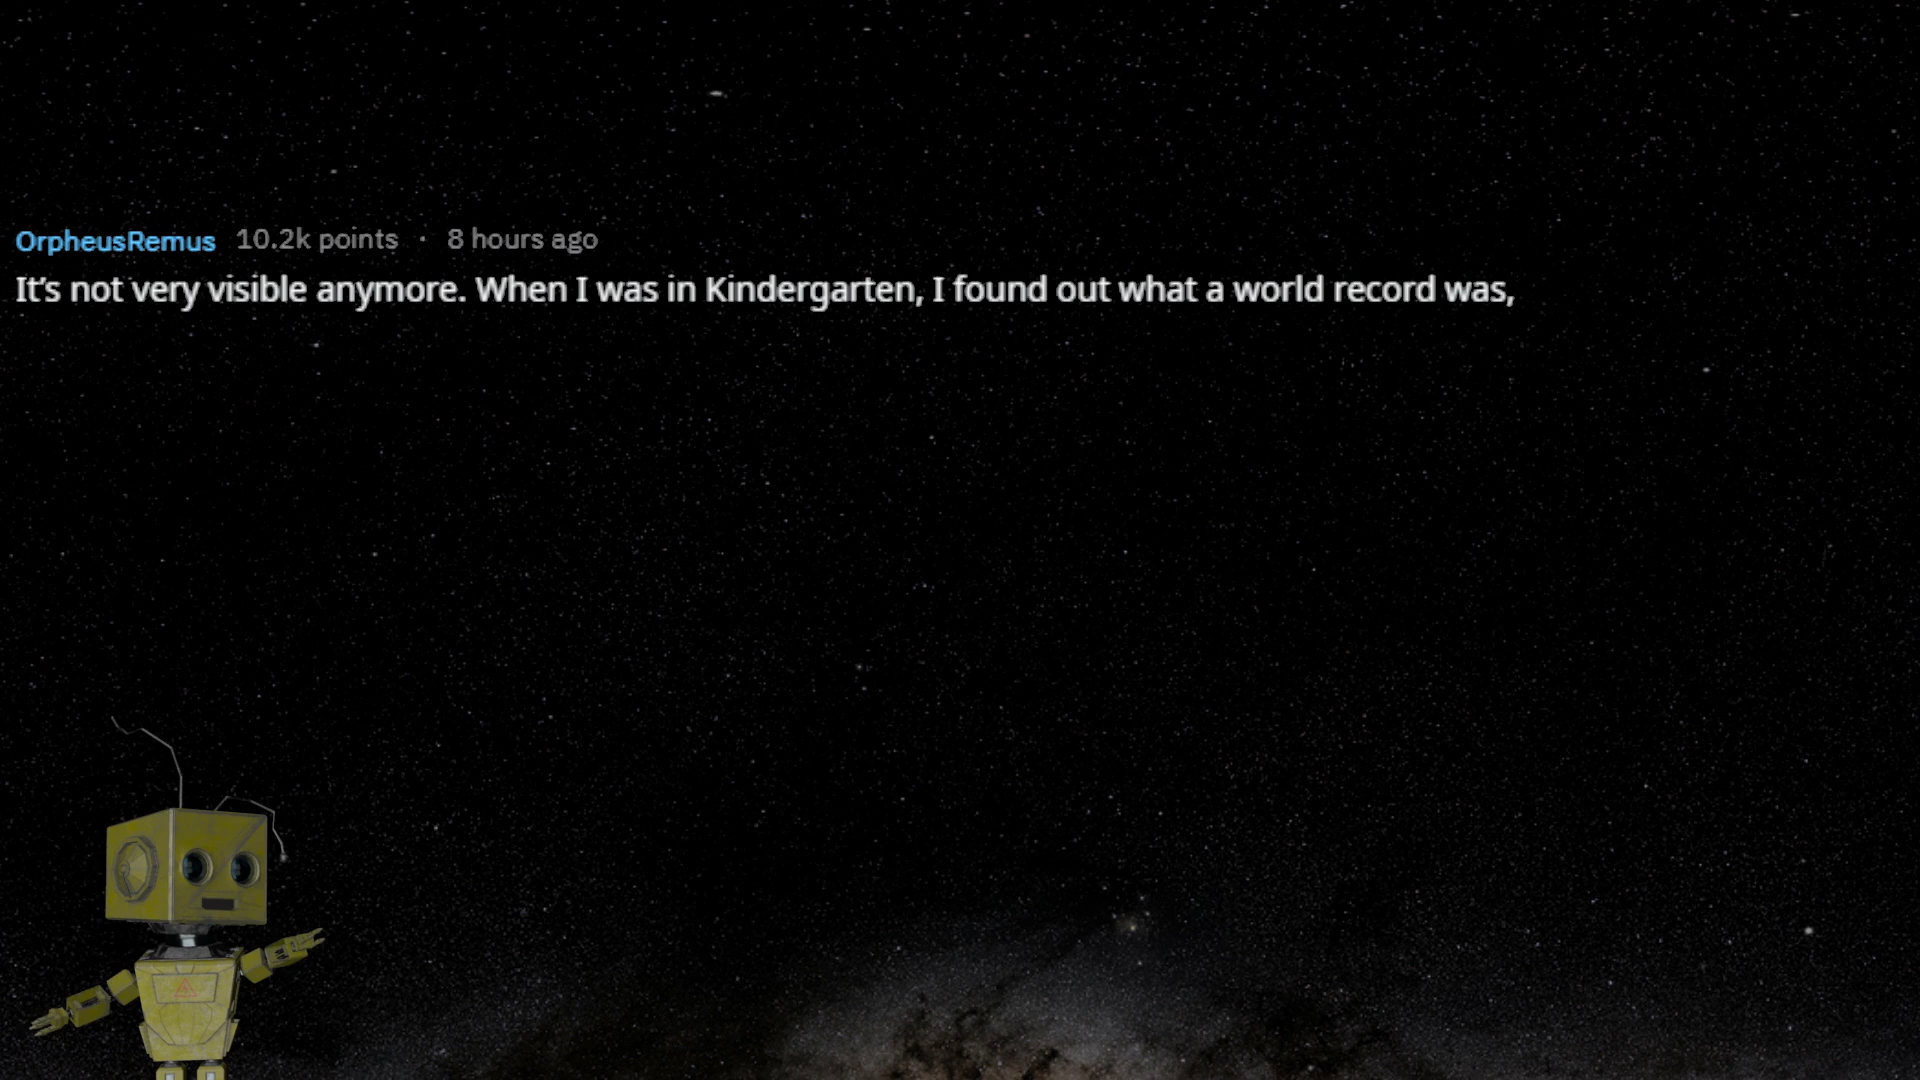 OrpheusRemus 10.2k points · 8 hours ago
It's not very visible anymore. When I was in Kindergarten, I found out what a world record was,